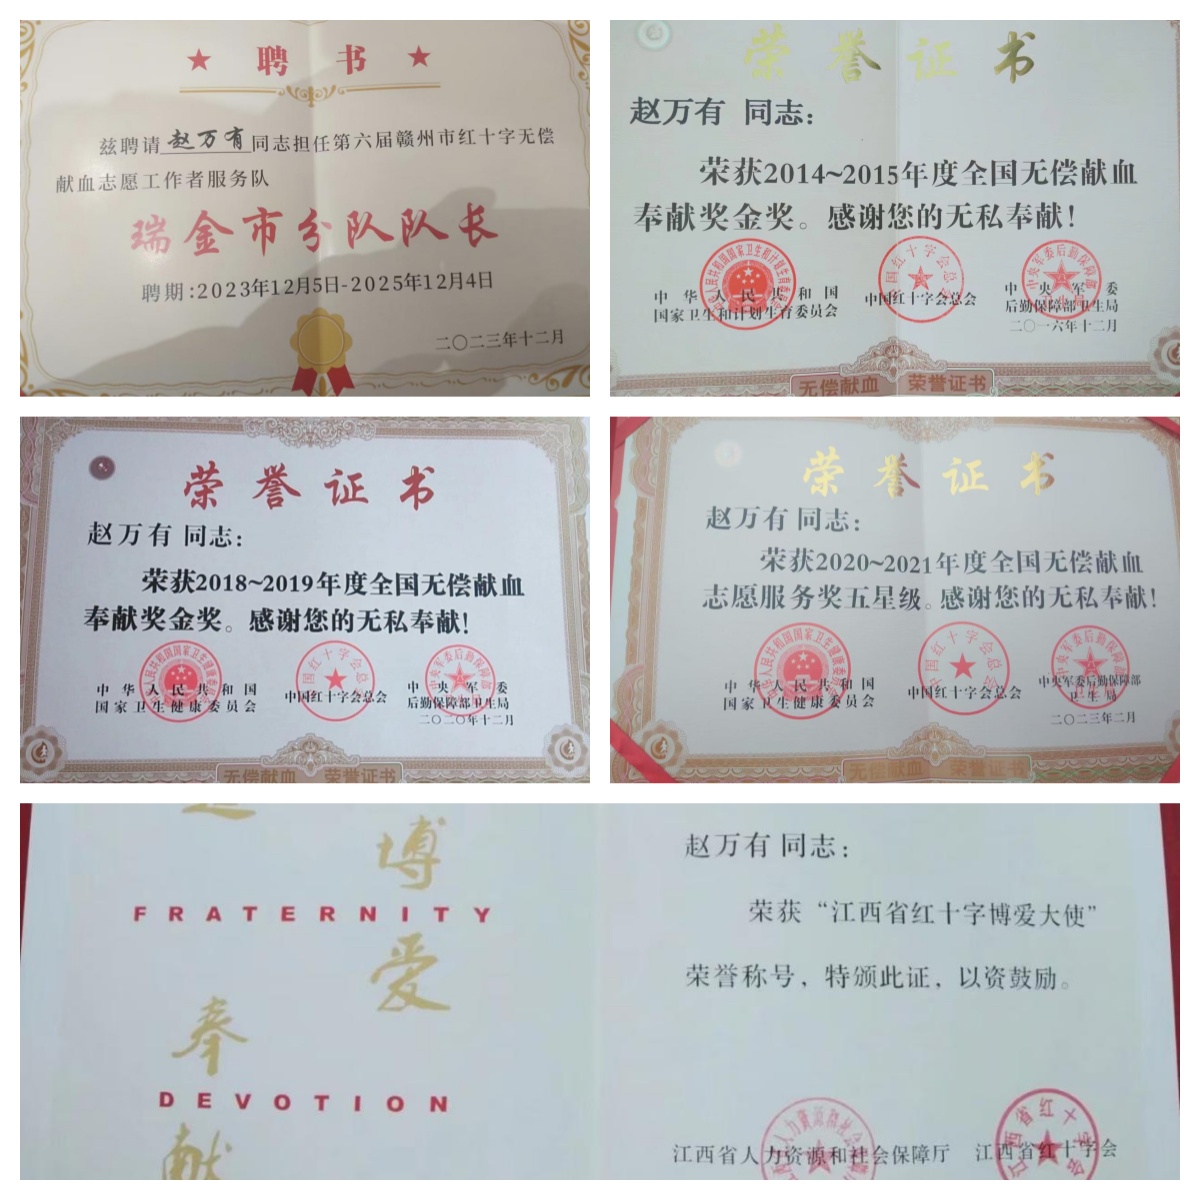 聘书
兹聘请赵万有同志担任第六届赣州市红十字无偿
献血志愿工作者服务队
瑞金市分队队长
聘期:2023年12月5日-2025年12月4日
二〇二三年十二月
荣誉证书
赵万有 同志：
荣获2014~2015年度全国无偿献血
奉献奖金奖。感谢您的无私奉献！
中华人民共和国
国家卫生和计划生育委员会
中国红十字会总会
中央军委
后勤保障部卫生局
二〇一六年十二月
无偿献血 荣誉证书
荣誉证书
赵万有 同志：
荣获2018~2019年度全国无偿献血
奉献奖金奖。感谢您的无私奉献！
中华人民共和国
国家卫生健康委员会
中国红十字会总会
中央军委
后勤保障部卫生局
二〇二〇年十二月
无偿献血 荣誉证书
荣誉证书
赵万有 同志：
荣获2020~2021年度全国无偿献血
志愿服务奖五星级。感谢您的无私奉献！
中华人民共和国
国家卫生健康委员会
中国红十字会总会
中央军委后勤保障部
卫生局
二〇二三年二月
无偿献血 荣誉证书
博
FRATERNITY
爱
奉
DEVOTION
献
赵万有 同志：
荣获“江西省红十字博爱大使”
荣誉称号，特颁此证，以资鼓励。
江西省人力资源和社会保障厅 江西省红十字会